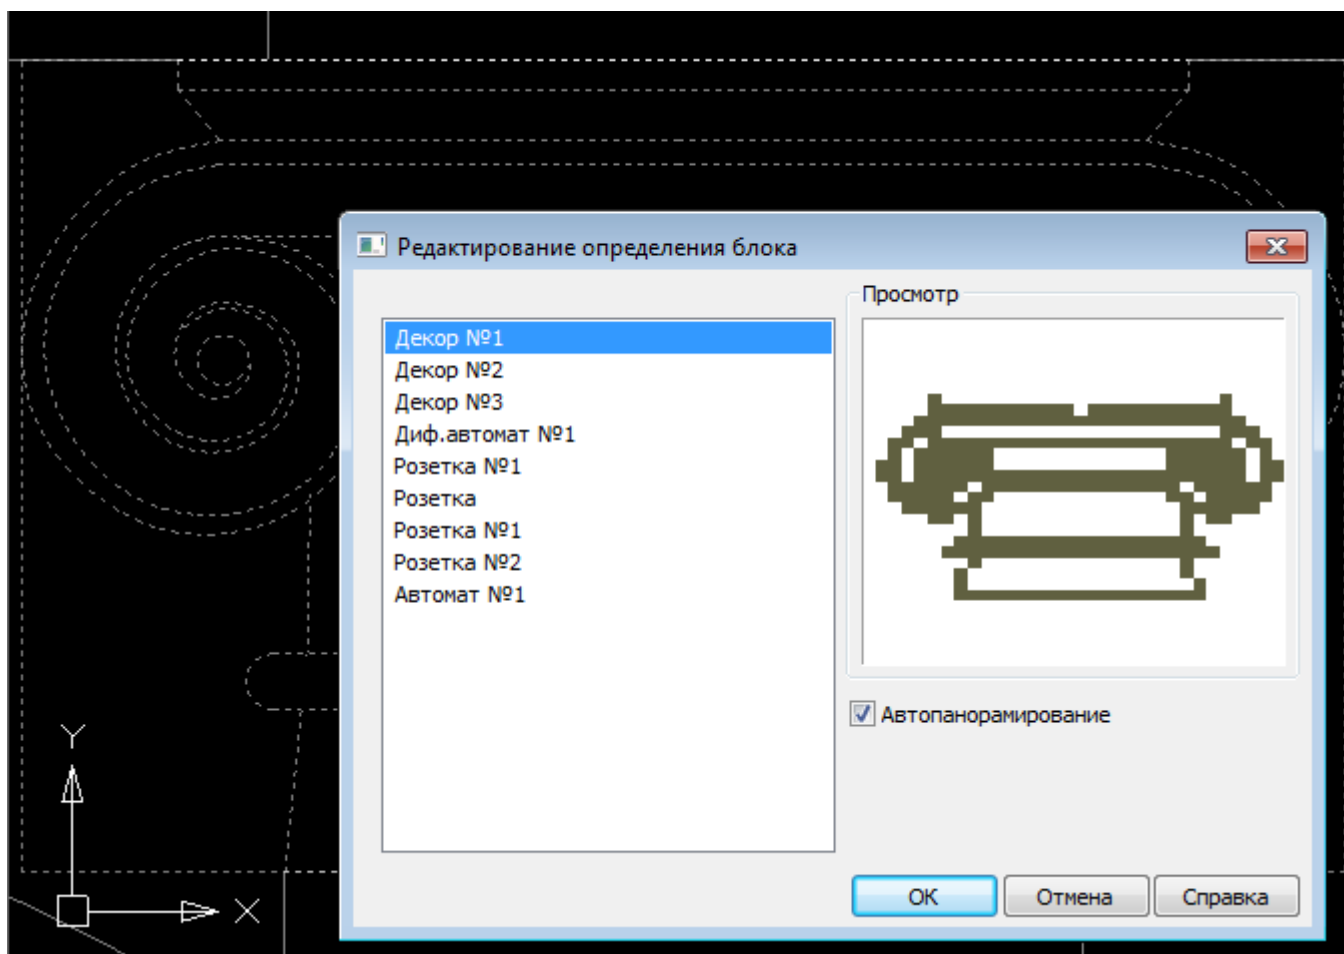 Редактирование определения блока
Просмотр
Декор №1
Декор №2
Декор №3
Диф.автомат №1
Розетка №1
Розетка
Розетка №1
Розетка №2
Автомат №1
Автопанорамирование
Y
X
ОК
Отмена
Справка